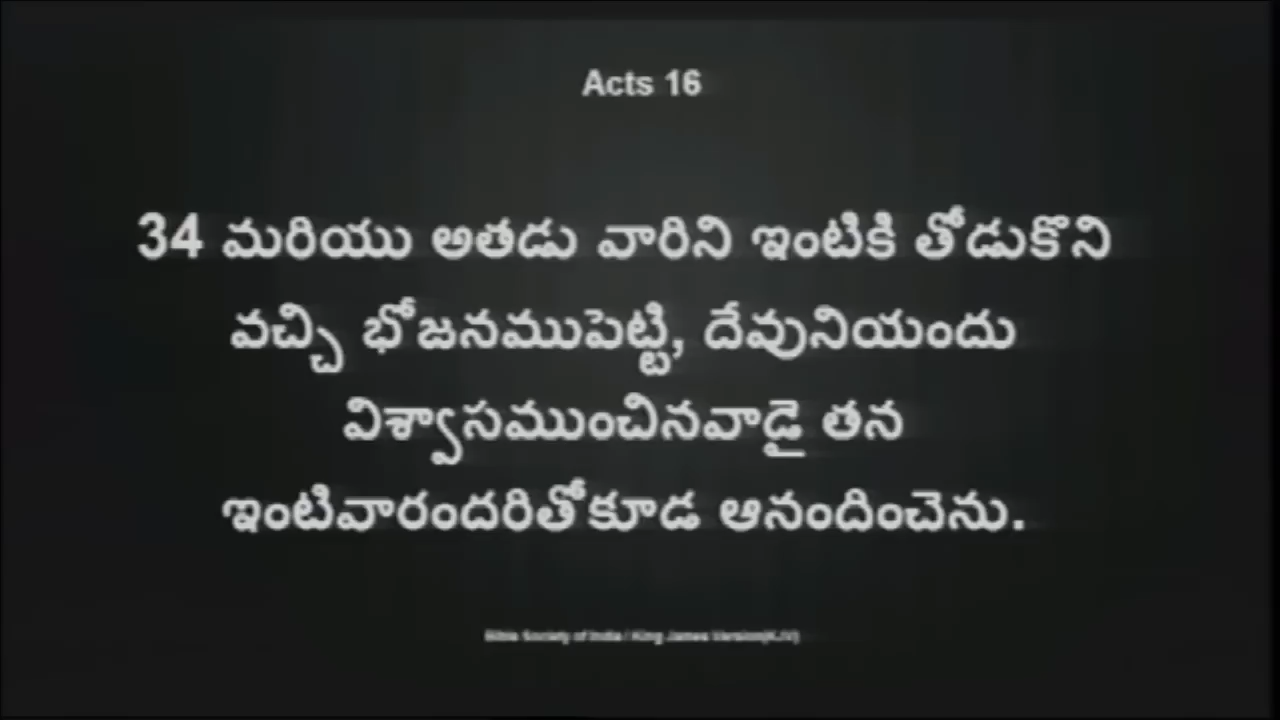 Acts 16
34 మరియు అతడు వారిని ఇంటికి తోడుకొని
వచ్చి భోజనముపెట్టి, దేవునియందు
విశ్వాసముంచినవాడై తన
ఇంటివారందరితోకూడ ఆనందించెను.
Bible Society of India / King James Version(KJV)